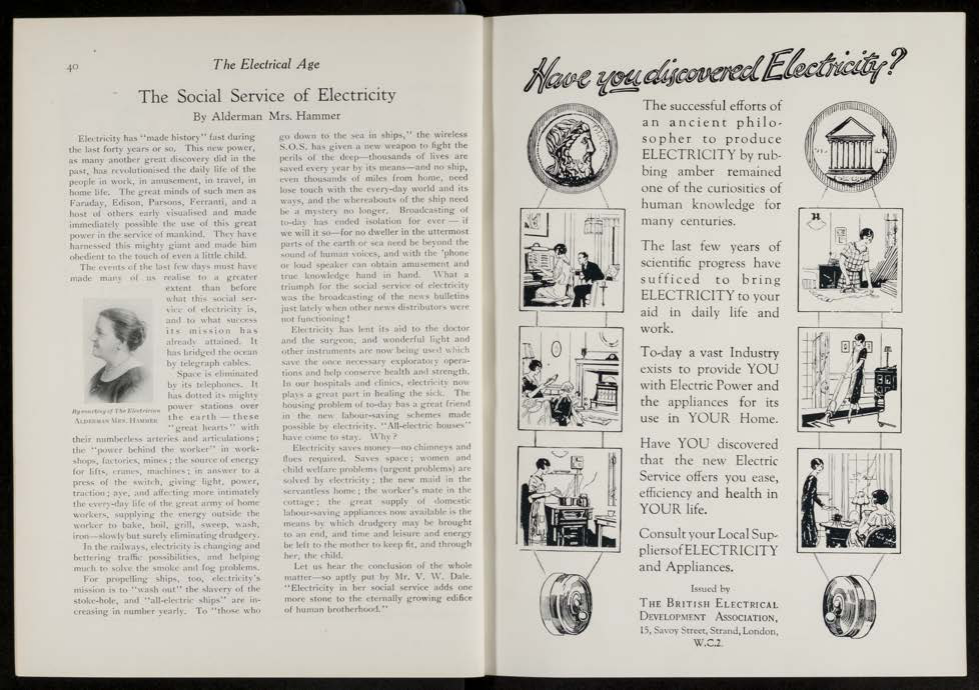 40
The Electrical Age
The Social Service of Electricity
By Alderman Mrs. Hammer
Electricity has "made history" fast during
the last forty years or so. This new power,
as many another great discovery did in the
past, has revolutionised the daily life of the
people in work, in amusement, in travel, in
home life. The great minds of such men as
Faraday, Edison, Parsons, Ferranti, and a
host of others early visualised and made
immediately possible the use of this great
power in the service of mankind. They have
harnessed this mighty giant and made him
obedient to the touch of even a little child.
The events of the last few days must have
made many of us realise to a greater
extent than before
what this social ser-
vice of electricity is,
and to what success
its mission has
already attained. It
has bridged the ocean
by telegraph cables.
Space is eliminated
by its telephones. It
has dotted its mighty
power stations over
the earth — these
"great hearts" with
By courtesy of The Electrician
ALDERMAN MRS. HAMMER
their numberless arteries and articulations;
the "power behind the worker" in work-
shops, factories, mines; the source of energy
for lifts, cranes, machines; in answer to a
press of the switch, giving light, power,
traction; aye, and affecting more intimately
the every-day life of the great army of home
workers, supplying the energy outside the
worker to bake, boil, grill, sweep, wash,
iron—slowly but surely eliminating drudgery.
In the railways, electricity is changing and
bettering traffic possibilities, and helping
much to solve the smoke and fog problems.
For propelling ships, too, electricity's
mission is to "wash out" the slavery of the
stoke-hole, and "all-electric ships" are in-
creasing in number yearly. To "those who
go down to the sea in ships," the wireless
S.O.S. has given a new weapon to fight the
perils of the deep—thousands of lives are
saved every year by its means—and no ship,
even thousands of miles from home, need
lose touch with the every-day world and its
ways, and the whereabouts of the ship need
be a mystery no longer. Broadcasting of
to-day has ended isolation for ever — if
we will it so—for no dweller in the uttermost
parts of the earth or sea need be beyond the
sound of human voices, and with the 'phone
or loud speaker can obtain amusement and
true knowledge hand in hand. What a
triumph for the social service of electricity
was the broadcasting of the news bulletins
just lately when other news distributors were
not functioning!
Electricity has lent its aid to the doctor
and the surgeon, and wonderful light and
other instruments are now being used which
save the once necessary exploratory opera-
tions and help conserve health and strength.
In our hospitals and clinics, electricity now
plays a great part in healing the sick. The
housing problem of to-day has a great friend
in the new labour-saving schemes made
possible by electricity. "All-electric houses"
have come to stay. Why?
Electricity saves money—no chimneys and
flues required. Saves space; women and
child welfare problems (urgent problems) are
solved by electricity; the new maid in the
servantless home; the worker's mate in the
cottage; the great supply of domestic
labour-saving appliances now available is the
means by which drudgery may be brought
to an end, and time and leisure and energy
be left to the mother to keep fit, and through
her, the child.
Let us hear the conclusion of the whole
matter—so aptly put by Mr. V. W. Dale.
"Electricity in her social service adds one
more stone to the eternally growing edifice
of human brotherhood."
Have you discovered Electricity?
The successful efforts of
an ancient philo-
sopher to produce
ELECTRICITY by rub-
bing amber remained
one of the curiosities of
human knowledge for
many centuries.
The last few years of
scientific progress have
sufficed to bring
ELECTRICITY to your
aid in daily life and
work.
To-day a vast Industry
exists to provide YOU
with Electric Power and
the appliances for its
use in YOUR Home.
Have YOU discovered
that the new Electric
Service offers you ease,
efficiency and health in
YOUR life.
Consult your Local Sup-
pliers of ELECTRICITY
and Appliances.
Issued by
THE BRITISH ELECTRICAL
DEVELOPMENT ASSOCIATION,
15, Savoy Street, Strand, London,
W.C.2.